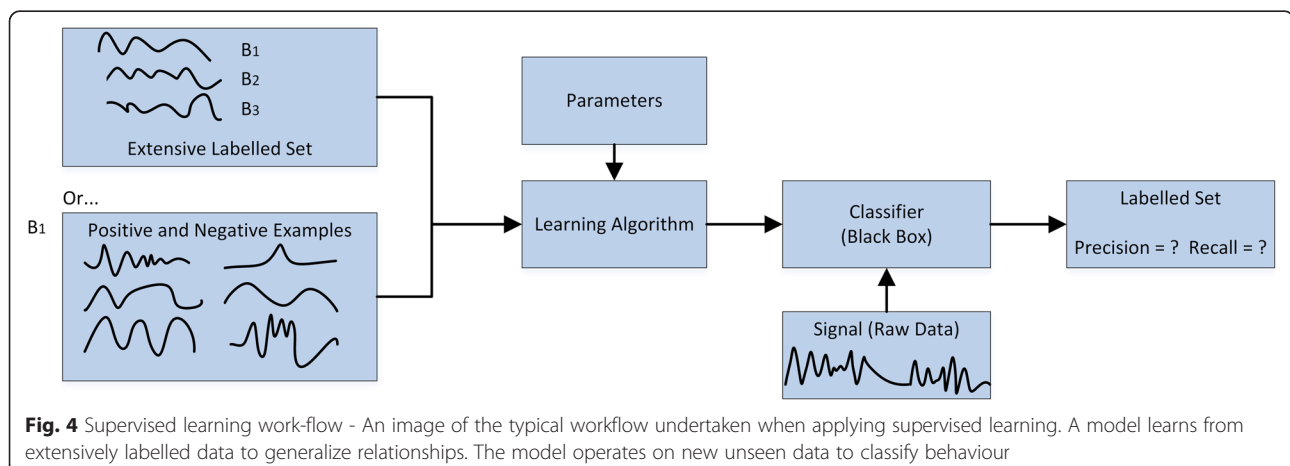 B1
B2
B3
Extensive Labelled Set
Or...
B1
Positive and Negative Examples
Parameters
Learning Algorithm
Classifier
(Black Box)
Signal (Raw Data)
Labelled Set
Precision = ? Recall = ?
Fig. 4 Supervised learning work-flow - An image of the typical workflow undertaken when applying supervised learning. A model learns from
extensively labelled data to generalize relationships. The model operates on new unseen data to classify behaviour